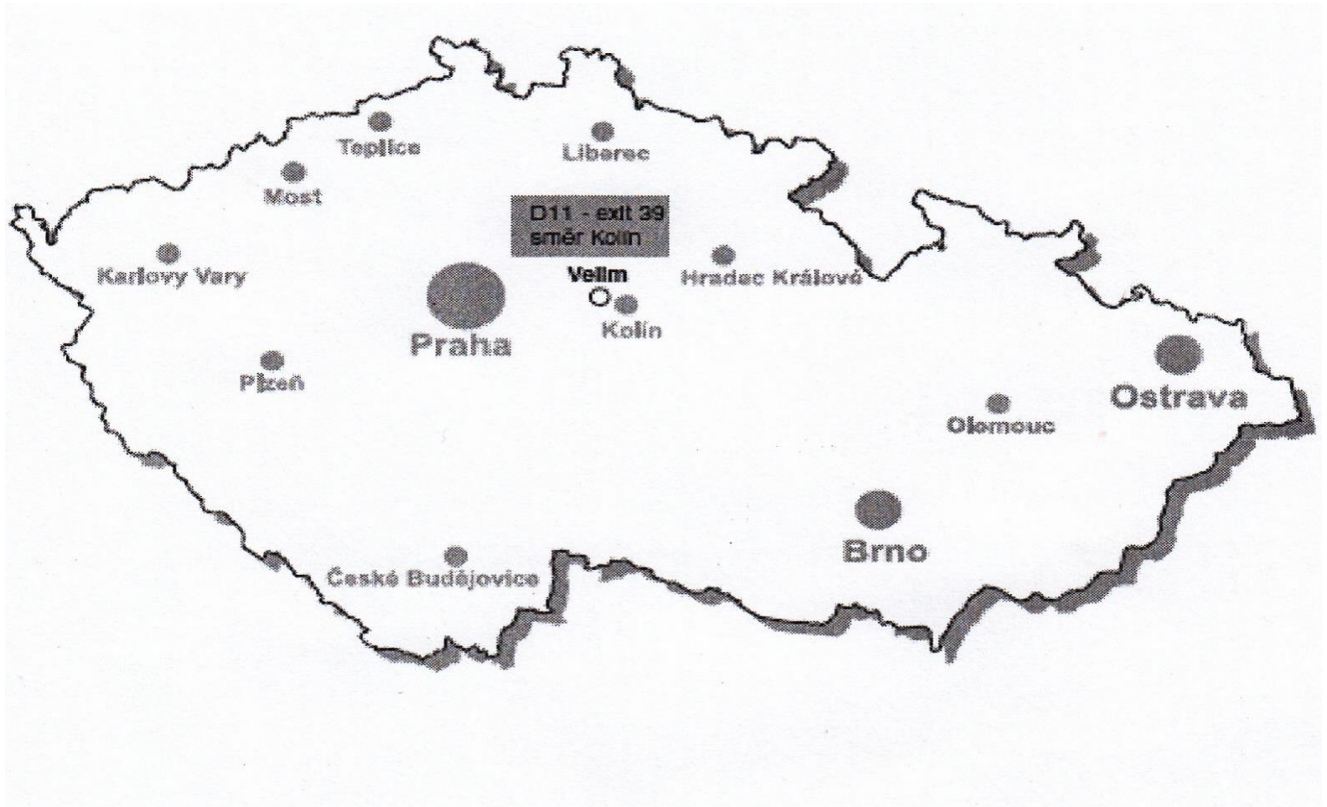 Teplice
Liberec
Most
D11 - exit 39
směr Kolín
Karlovy Vary
Velim
Hradac Králové
Praha
Kolín
Plzeň
Ostrava
Olomouc
Brno
České Budějovice